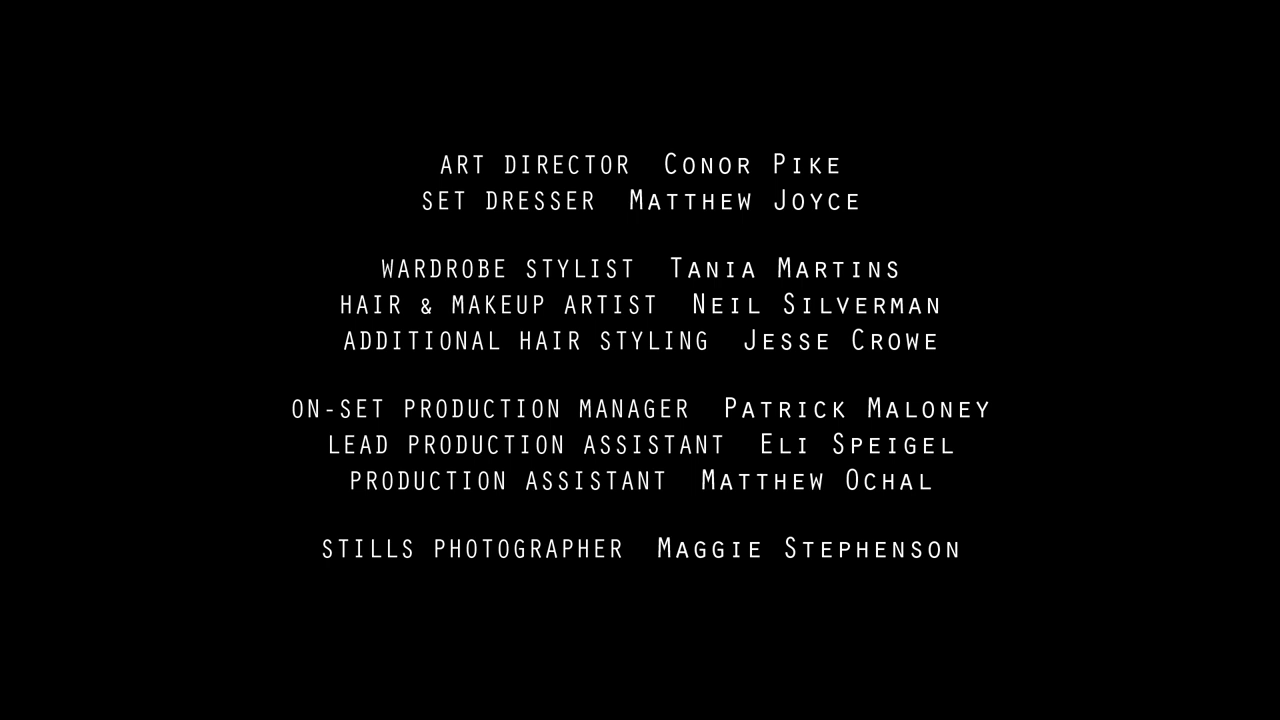 ART DIRECTOR Conor Pike
SET DRESSER Matthew Joyce
WARDROBE STYLIST Tania Martins
HAIR & MAKEUP ARTIST Neil Silverman
ADDITIONAL HAIR STYLING Jesse Crowe
ON-SET PRODUCTION MANAGER Patrick Maloney
LEAD PRODUCTION ASSISTANT Eli Speigel
PRODUCTION ASSISTANT Matthew Ochal
STILLS PHOTOGRAPHER Maggie Stephenson